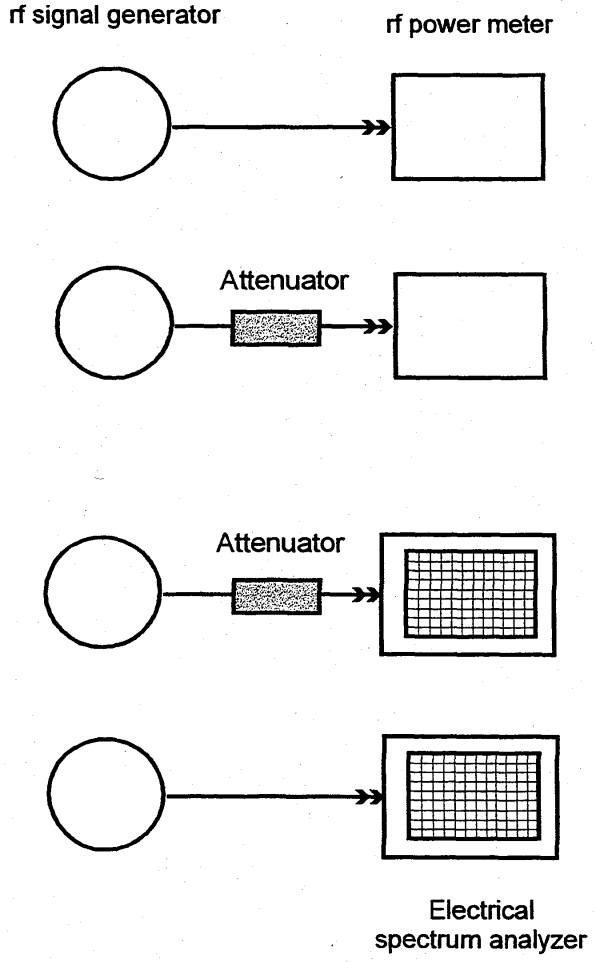 rf signal generator
rf power meter
Attenuator
Attenuator
Electrical
spectrum analyzer